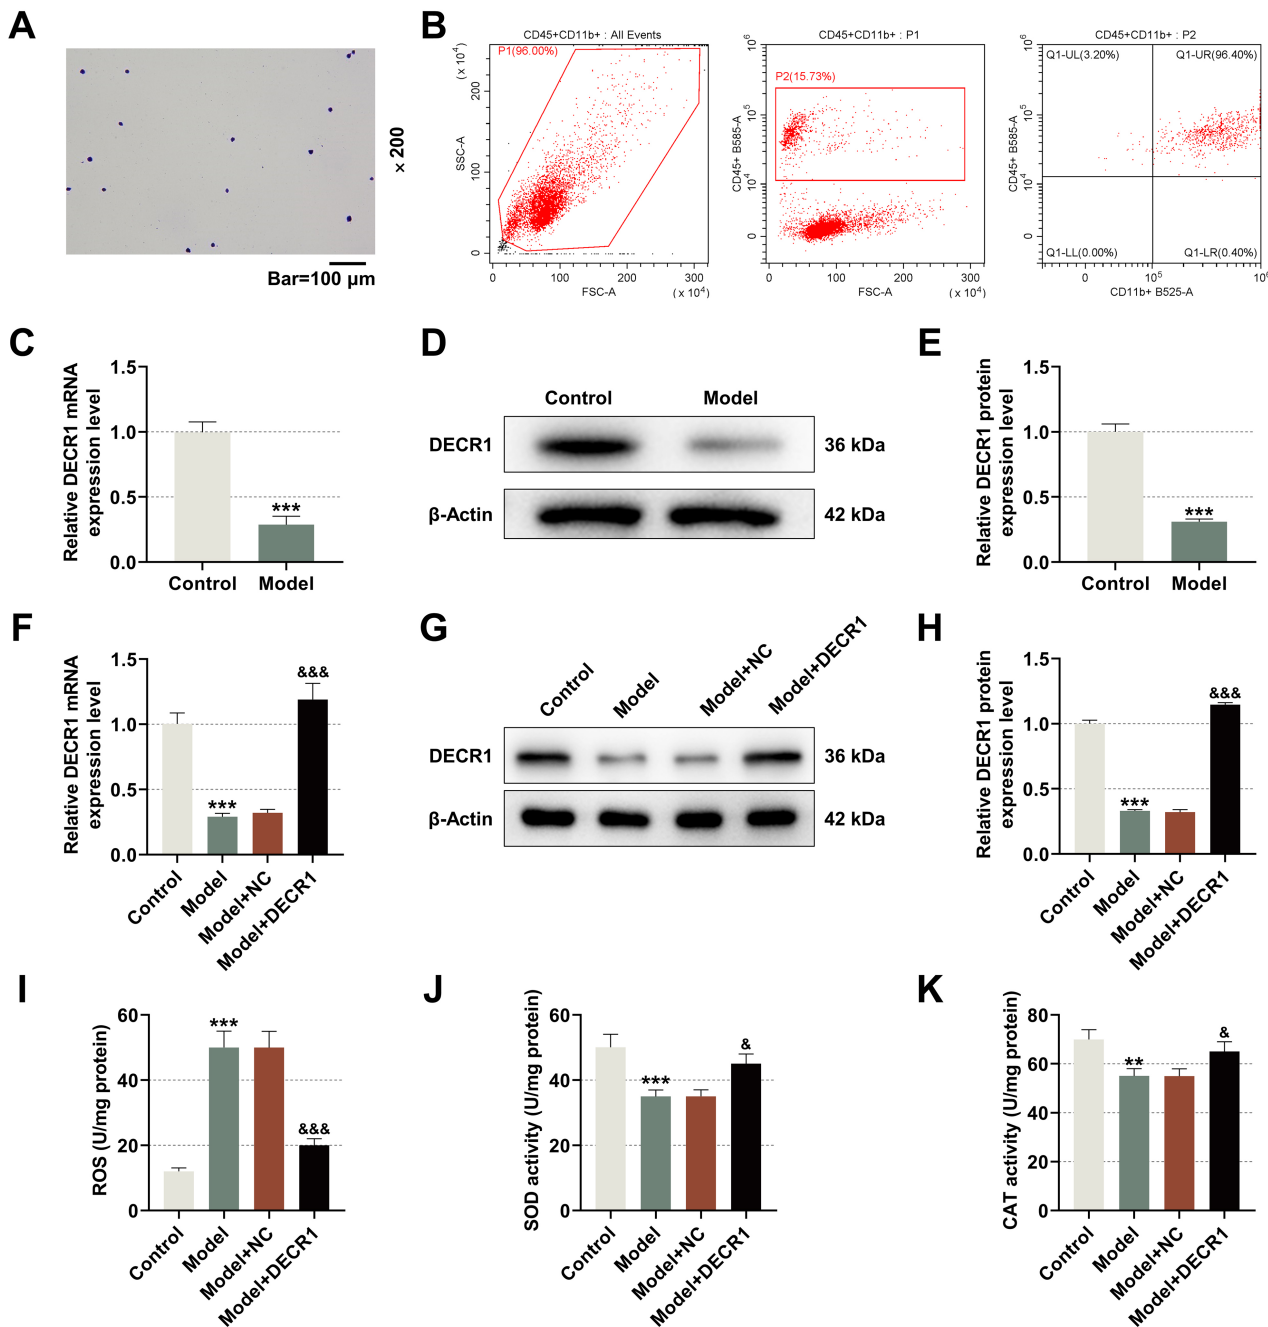 A
× 200
Bar=100 μm
B
CD45+CD11b+ : All Events
P1(96.00%)
(x 10⁴)
200
100
0
SSC-A
0 100 200 300
FSC-A (x 10⁴)
CD45+CD11b+ : P1
P2(15.73%)
CD45+ B585-A
10⁵
10⁴
0
0 100 200 300
FSC-A (x 10⁴)
CD45+CD11b+ : P2
Q1-UL(3.20%) Q1-UR(96.40%)
CD45+ B585-A
10⁵
10⁴
0
Q1-LL(0.00%) Q1-LR(0.40%)
0 10⁵ 10⁶
CD11b+ B525-A
C
Relative DECR1 mRNA
expression level
1.5
1.0
0.5
0.0
***
Control Model
D
Control Model
DECR1 36 kDa
β-Actin 42 kDa
E
Relative DECR1 protein
expression level
1.5
1.0
0.5
0.0
***
Control Model
F
Relative DECR1 mRNA
expression level
1.5
1.0
0.5
0.0
***
&&&
Control
Model
Model+NC
Model+DECR1
G
Control
Model
Model+NC
Model+DECR1
DECR1 36 kDa
β-Actin 42 kDa
H
Relative DECR1 protein
expression level
1.5
1.0
0.5
0.0
***
&&&
Control
Model
Model+NC
Model+DECR1
I
ROS (U/mg protein)
60
40
20
0
***
&&&
Control
Model
Model+NC
Model+DECR1
J
SOD activity (U/mg protein)
60
40
20
0
***
&
Control
Model
Model+NC
Model+DECR1
K
CAT activity (U/mg protein)
80
60
40
20
0
**
&
Control
Model
Model+NC
Model+DECR1